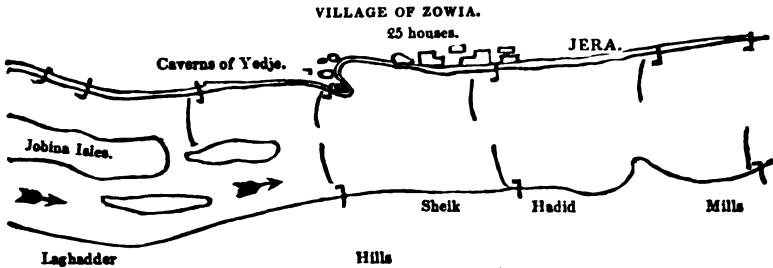 VILLAGE OF ZOWIA.
25 houses.
JERA.
Caverns of Yedje.
Jobina Isles.
Sheik Hadid Mills
Laghadder Hills